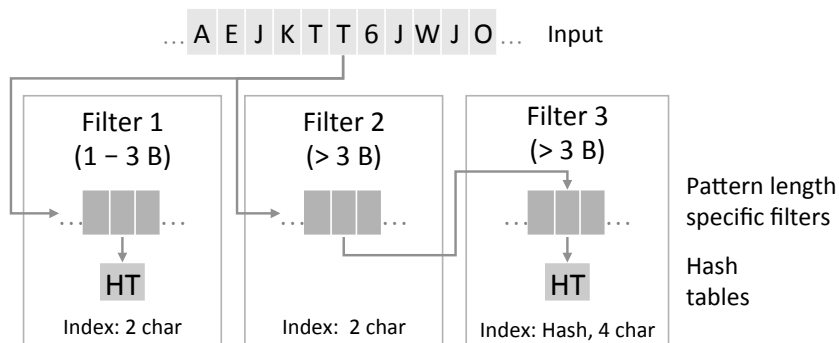 ... A E J K T T 6 J W J O ... Input
Filter 1
(1 – 3 B)
... ...
HT
Index: 2 char
Filter 2
(> 3 B)
... ...
Index: 2 char
Filter 3
(> 3 B)
... ...
HT
Index: Hash, 4 char
Pattern length
specific filters
Hash
tables